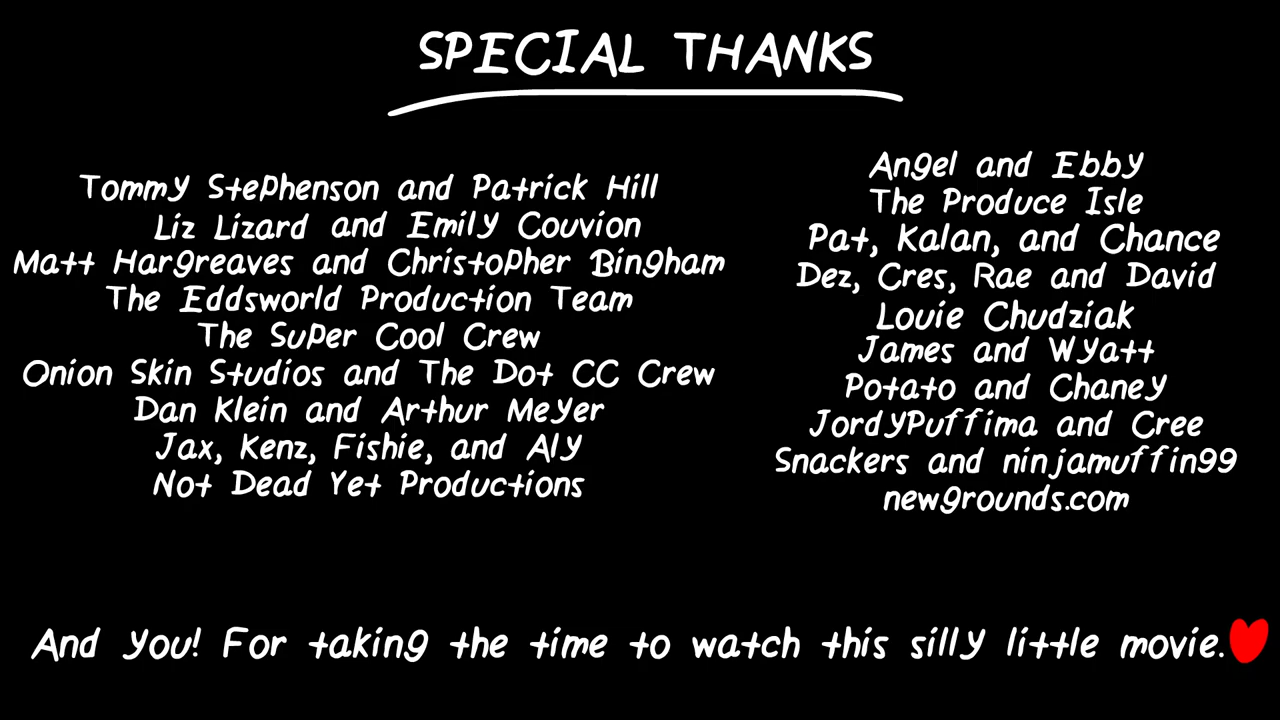 SPECIAL THANKS
Tommy Stephenson and Patrick Hill
Liz Lizard and Emily Couvion
Matt Hargreaves and Christopher Bingham
The Eddsworld Production Team
The Super Cool Crew
Onion Skin Studios and The Dot CC Crew
Dan Klein and Arthur Meyer
Jax, Kenz, Fishie, and Aly
Not Dead Yet Productions
Angel and Ebby
The Produce Isle
Pat, Kalan, and Chance
Dez, Cres, Rae and David
Louie Chudziak
James and Wyatt
Potato and Chaney
JordyPuffima and Cree
Snackers and ninjamuffin99
newgrounds.com
And you! For taking the time to watch this silly little movie.